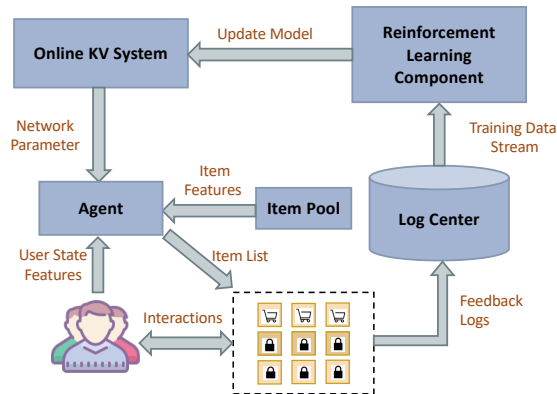 Online KV System
Update Model
Reinforcement
Learning
Component
Network
Parameter
Training Data
Stream
Item
Features
Agent
Item Pool
Log Center
User State
Features
Item List
Interactions
Feedback
Logs